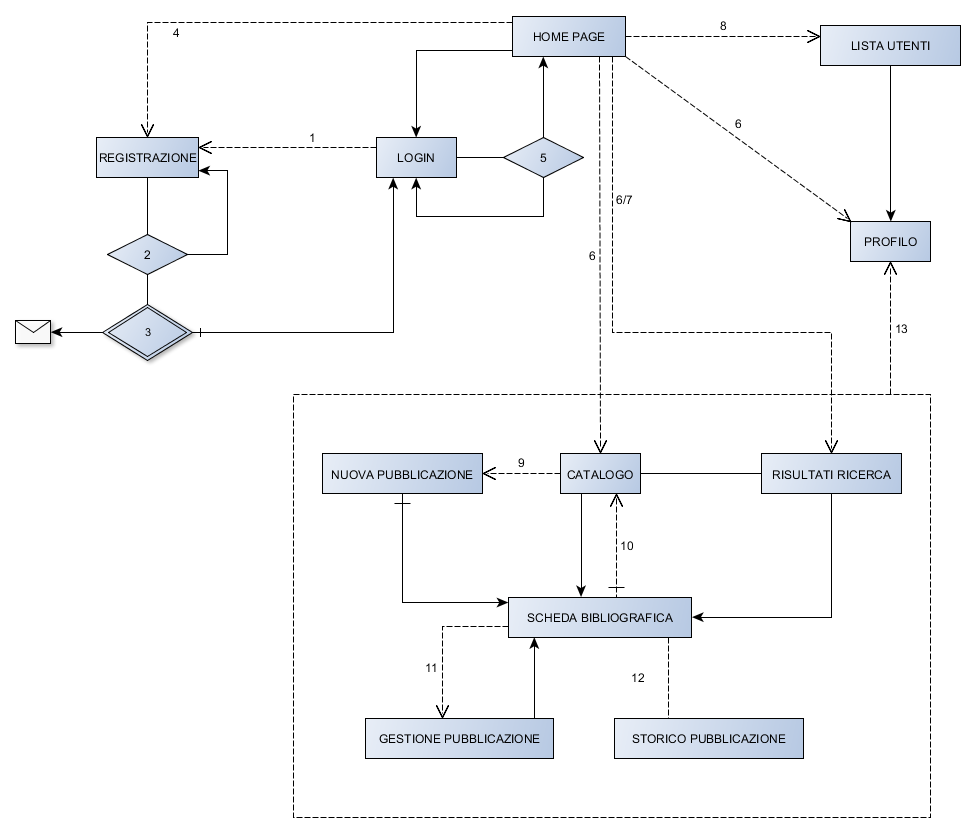 HOME PAGE
8
LISTA UTENTI
4
6
1
REGISTRAZIONE
LOGIN
5
6/7
PROFILO
2
6
3
13
NUOVA PUBBLICAZIONE
9
CATALOGO
RISULTATI RICERCA
10
SCHEDA BIBLIOGRAFICA
11
12
GESTIONE PUBBLICAZIONE
STORICO PUBBLICAZIONE